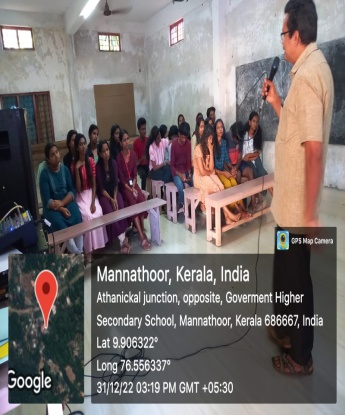 GPS Map Camera
Mannathoor, Kerala, India
Athanickal junction, opposite, Goverment Higher
Secondary School, Mannathoor, Kerala 686667, India
Lat 9.906322°
Long 76.556337°
31/12/22 03:19 PM GMT +05:30
Google